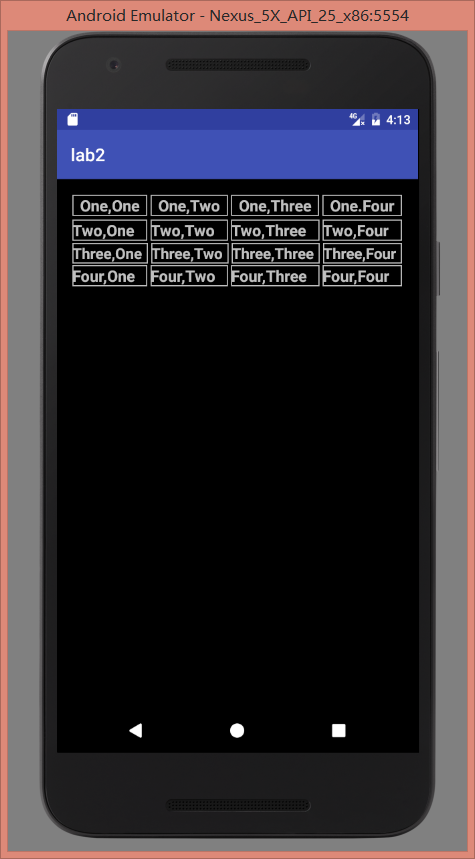 Android Emulator - Nexus_5X_API_25_x86:5554
4G 4:13
lab2
One,One One,Two One,Three One.Four
Two,One Two,Two Two,Three Two,Four
Three,One Three,Two Three,Three Three,Four
Four,One Four,Two Four,Three Four,Four